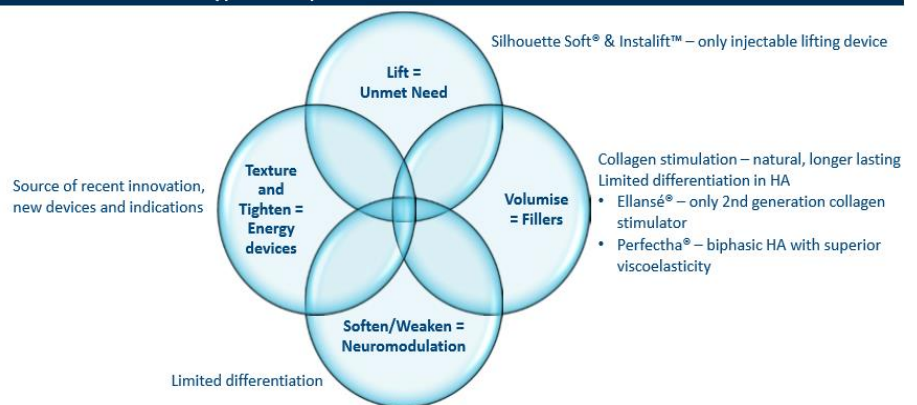 Silhouette Soft® & Instalift™ – only injectable lifting device
Lift =
Unmet Need
Texture
and
Tighten =
Energy
devices
Source of recent innovation,
new devices and indications
Volumise
= Fillers
Collagen stimulation – natural, longer lasting
Limited differentiation in HA
• Ellansé® – only 2nd generation collagen
stimulator
• Perfectha® – biphasic HA with superior
viscoelasticity
Soften/Weaken =
Neuromodulation
Limited differentiation